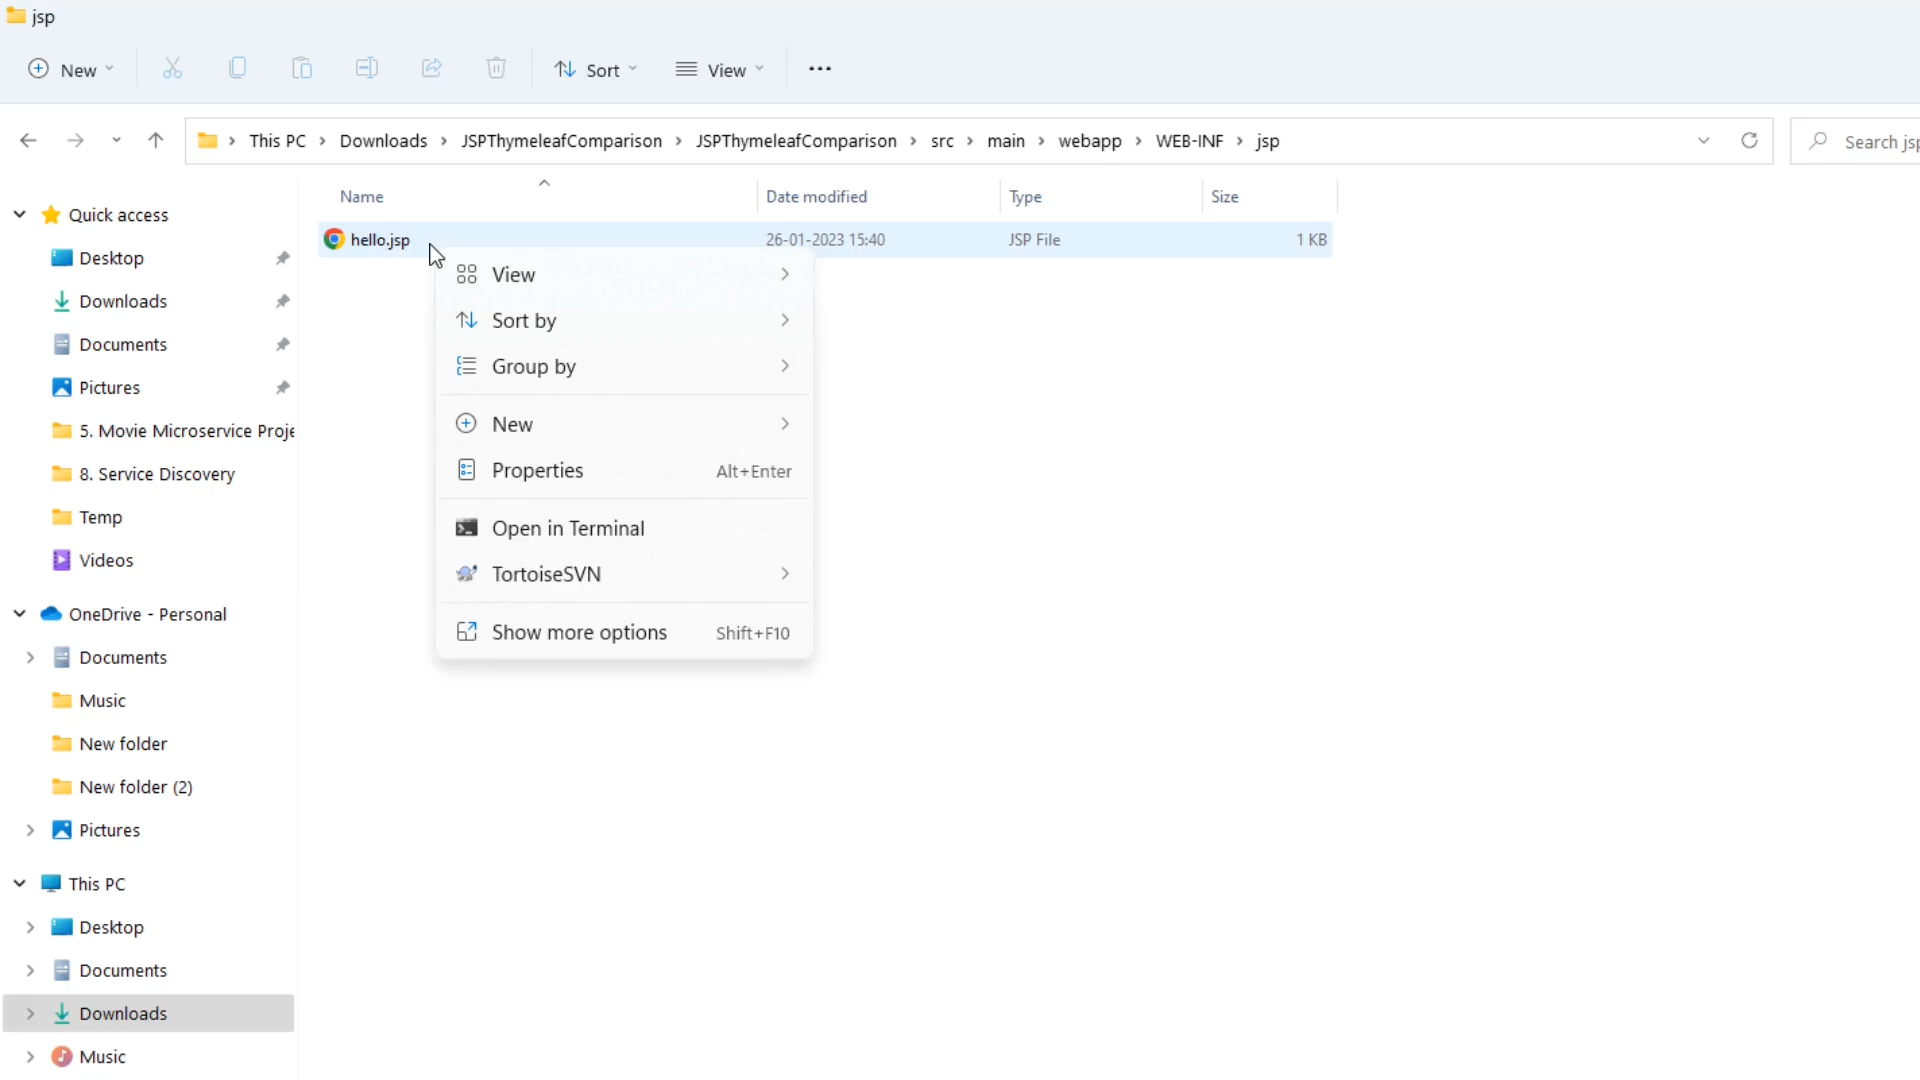 jsp
New
Sort
View
This PC > Downloads > JSPThymeleafComparison > JSPThymeleafComparison > src > main > webapp > WEB-INF > jsp
Search jsp
Name
Date modified
Type
Size
hello.jsp
26-01-2023 15:40
JSP File
1 KB
View
Sort by
Group by
New
Properties Alt+Enter
Open in Terminal
TortoiseSVN
Show more options Shift+F10
Quick access
Desktop
Downloads
Documents
Pictures
5. Movie Microservice Proje
8. Service Discovery
Temp
Videos
OneDrive - Personal
Documents
Music
New folder
New folder (2)
Pictures
This PC
Desktop
Documents
Downloads
Music